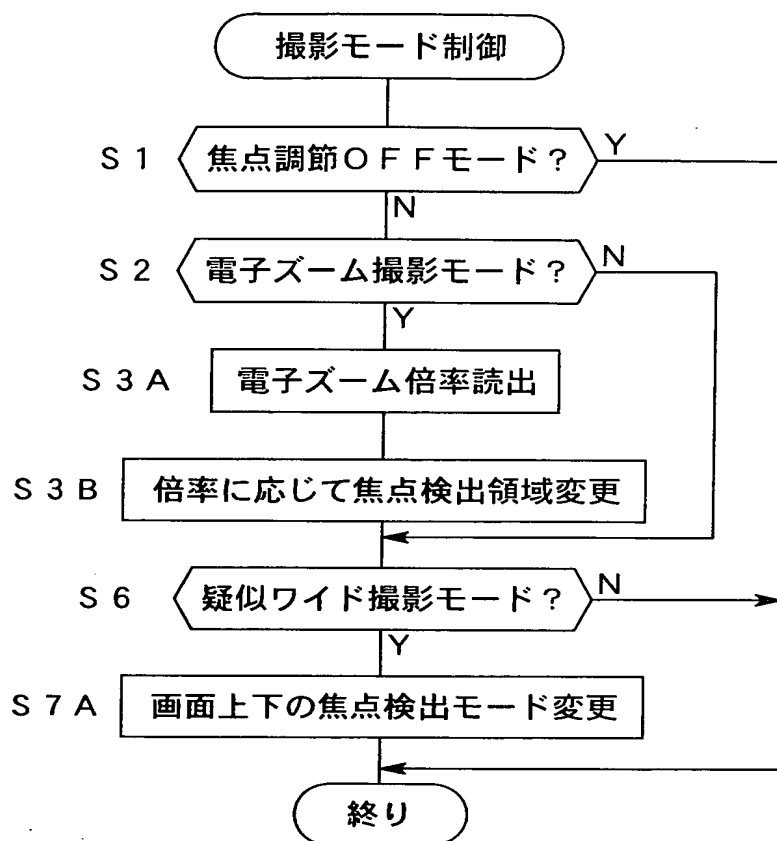 撮影モード制御
S1 焦点調節OFFモード? Y
N
S2 電子ズーム撮影モード? N
Y
S3A 電子ズーム倍率読出
S3B 倍率に応じて焦点検出領域変更
S6 疑似ワイド撮影モード? N
Y
S7A 画面上下の焦点検出モード変更
終り